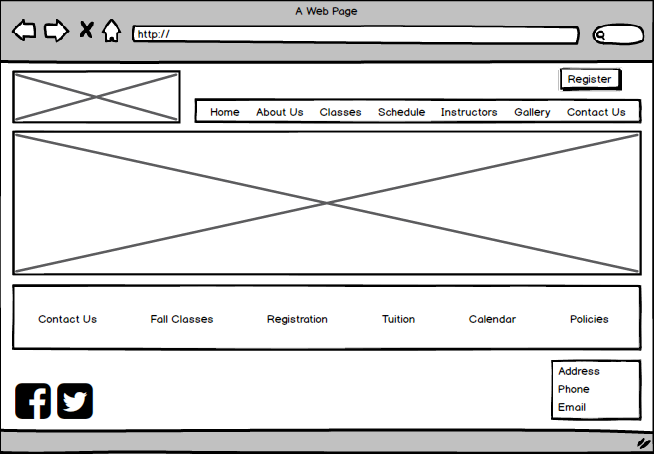 A Web Page
http://
Register
Home About Us Classes Schedule Instructors Gallery Contact Us
Contact Us Fall Classes Registration Tuition Calendar Policies
Address
Phone
Email